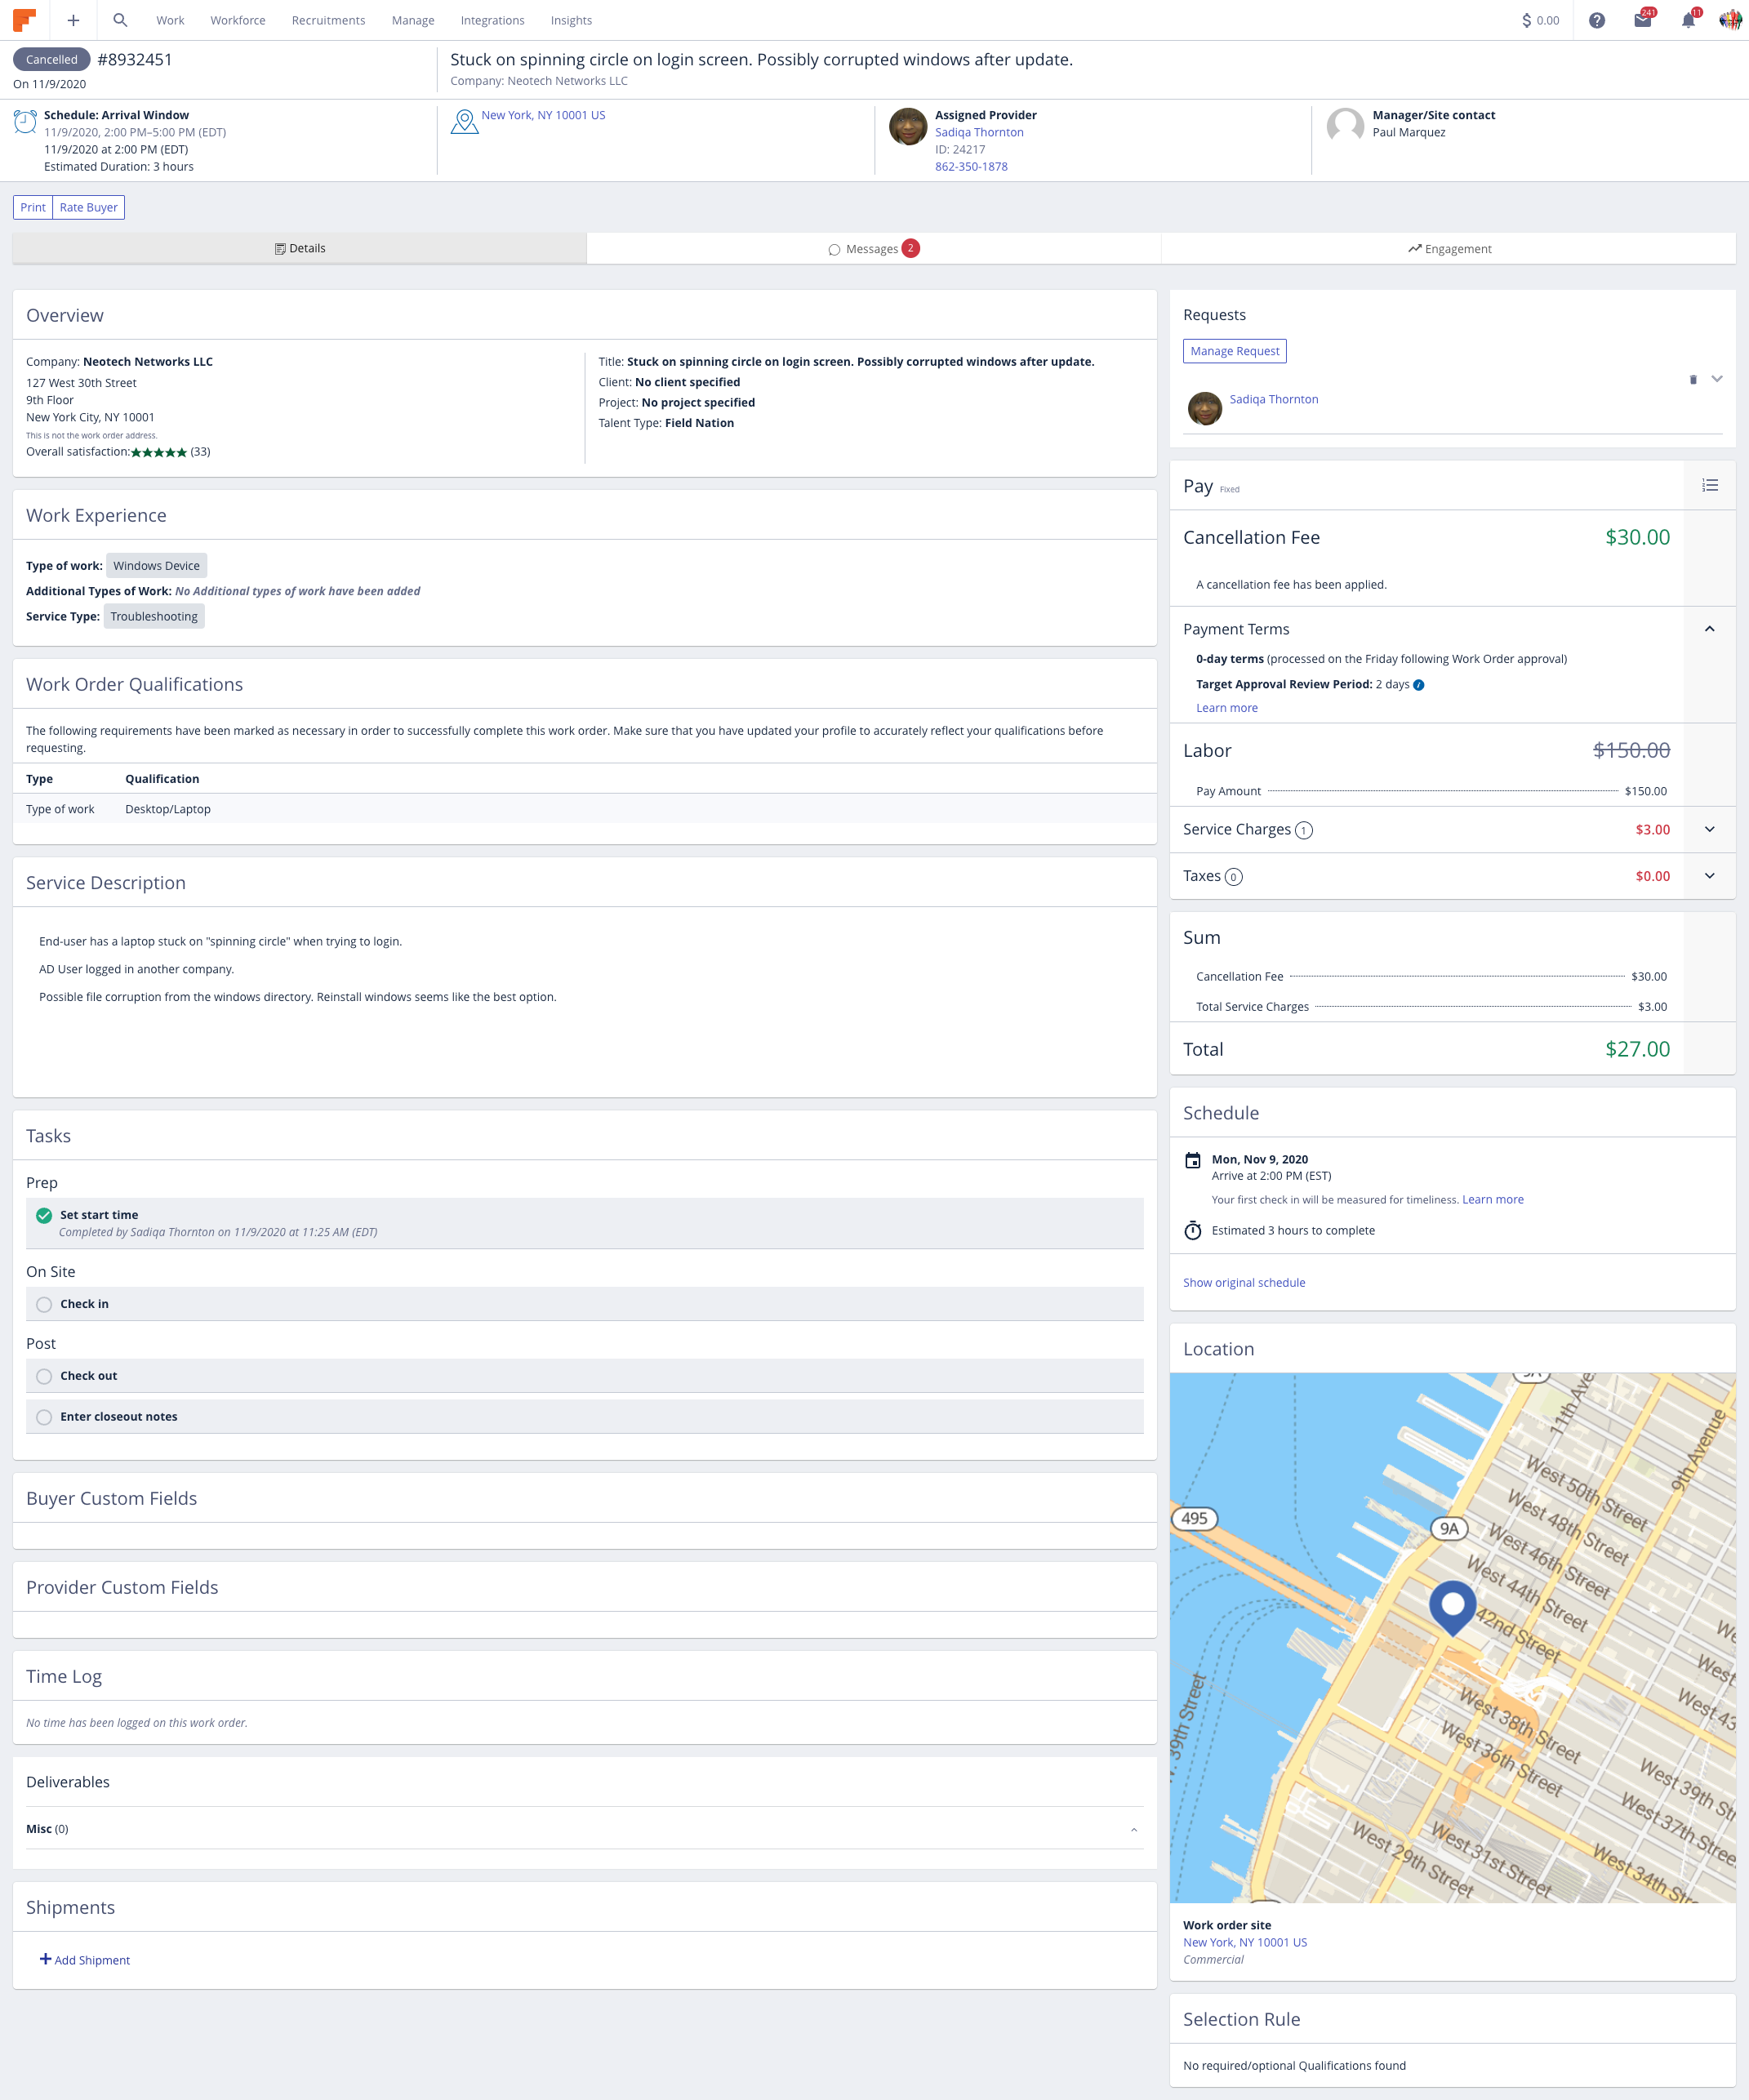 Work Workforce Recruitments Manage Integrations Insights
$ 0.00 241 11
Cancelled #8932451
On 11/9/2020
Stuck on spinning circle on login screen. Possibly corrupted windows after update.
Company: Neotech Networks LLC
Schedule: Arrival Window
11/9/2020, 2:00 PM–5:00 PM (EDT)
11/9/2020 at 2:00 PM (EDT)
Estimated Duration: 3 hours
New York, NY 10001 US
Assigned Provider
Sadiqa Thornton
ID: 24217
862-350-1878
Manager/Site contact
Paul Marquez
Print Rate Buyer
Details Messages 2 Engagement
Overview
Company: Neotech Networks LLC
127 West 30th Street
9th Floor
New York City, NY 10001
This is not the work order address.
Overall satisfaction:★★★★★ (33)
Title: Stuck on spinning circle on login screen. Possibly corrupted windows after update.
Client: No client specified
Project: No project specified
Talent Type: Field Nation
Work Experience
Type of work: Windows Device
Additional Types of Work: No Additional types of work have been added
Service Type: Troubleshooting
Work Order Qualifications
The following requirements have been marked as necessary in order to successfully complete this work order. Make sure that you have updated your profile to accurately reflect your qualifications before
requesting.
Type Qualification
Type of work Desktop/Laptop
Service Description
End-user has a laptop stuck on "spinning circle" when trying to login.
AD User logged in another company.
Possible file corruption from the windows directory. Reinstall windows seems like the best option.
Tasks
Prep
Set start time
Completed by Sadiqa Thornton on 11/9/2020 at 11:25 AM (EDT)
On Site
Check in
Post
Check out
Enter closeout notes
Buyer Custom Fields
Provider Custom Fields
Time Log
No time has been logged on this work order.
Deliverables
Misc (0)
Shipments
+ Add Shipment
Requests
Manage Request
Sadiqa Thornton
Pay Fixed
Cancellation Fee $30.00
A cancellation fee has been applied.
Payment Terms
0-day terms (processed on the Friday following Work Order approval)
Target Approval Review Period: 2 days
Learn more
Labor $150.00
Pay Amount $150.00
Service Charges 1 $3.00
Taxes 0 $0.00
Sum
Cancellation Fee $30.00
Total Service Charges $3.00
Total $27.00
Schedule
Mon, Nov 9, 2020
Arrive at 2:00 PM (EST)
Your first check in will be measured for timeliness. Learn more
Estimated 3 hours to complete
Show original schedule
Location
9A
11th Ave
9th Avenue
West 50th Street
West 48th Street
495
9A
West 46th Street
West 44th Street
42nd Street
West
West
West 43
39th Street
West 38th Street
West 36th Street
West 39th St
West 37th Street
West 29th Street
West 31st Street
West 34th Stre
Work order site
New York, NY 10001 US
Commercial
Selection Rule
No required/optional Qualifications found